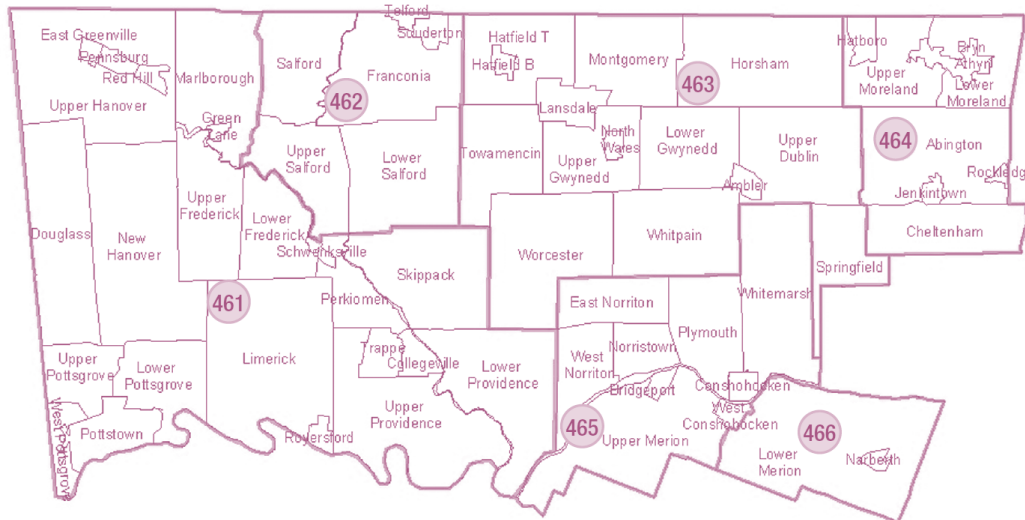 Telford
Souderton
East Greenville
Pennsburg
Red Hill
Marlborough
Salford
Franconia
Hatfield T
Hatfield B
Montgomery
463
Horsham
Hatboro
Bryn
Athyn
Upper
Moreland
Lower
Moreland
Upper Hanover
462
Green
Lane
Lansdale
North
Wales
464
Abington
Upper
Salford
Lower
Salford
Towamencin
Upper
Gwynedd
Lower
Gwynedd
Upper
Dublin
Ambler
Jenkintown
Rockledg
Upper
Frederick
Lower
Frederick
Douglass
New
Hanover
Schwenksville
Skippack
Worcester
Whitpain
Cheltenham
Springfield
461
Perkiomen
East Norriton
Whitemarsh
Plymouth
Upper
Pottsgrove
Lower
Pottsgrove
Limerick
Trappe
Collegeville
Lower
Providence
West
Norriton
Norristown
Bridgeport
Conshohocken
West
Conshohocken
West Pottsgrove
Pottstown
Royersford
Upper
Providence
465
Upper Merion
466
Lower
Merion
Narberth